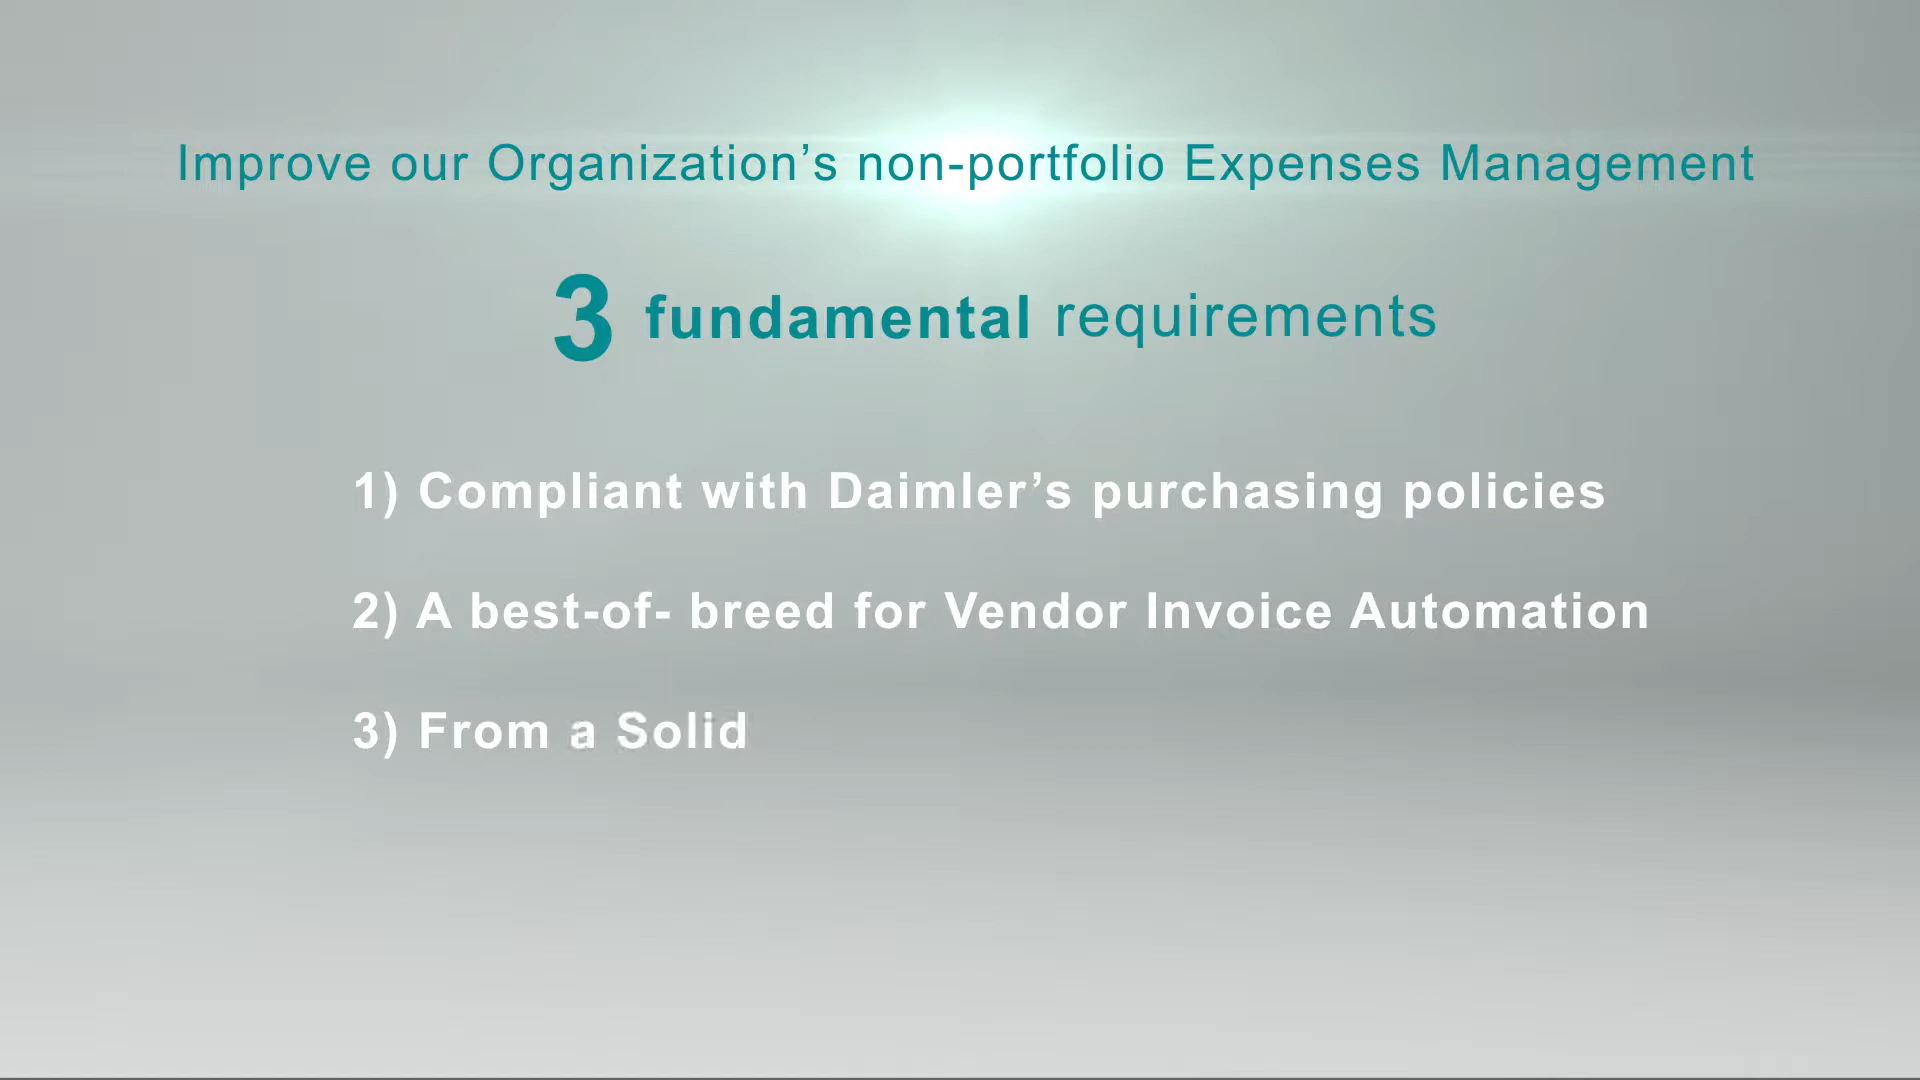 Improve our Organization’s non-portfolio Expenses Management
3 fundamental requirements
1) Compliant with Daimler’s purchasing policies
2) A best-of- breed for Vendor Invoice Automation
3) From a Solid